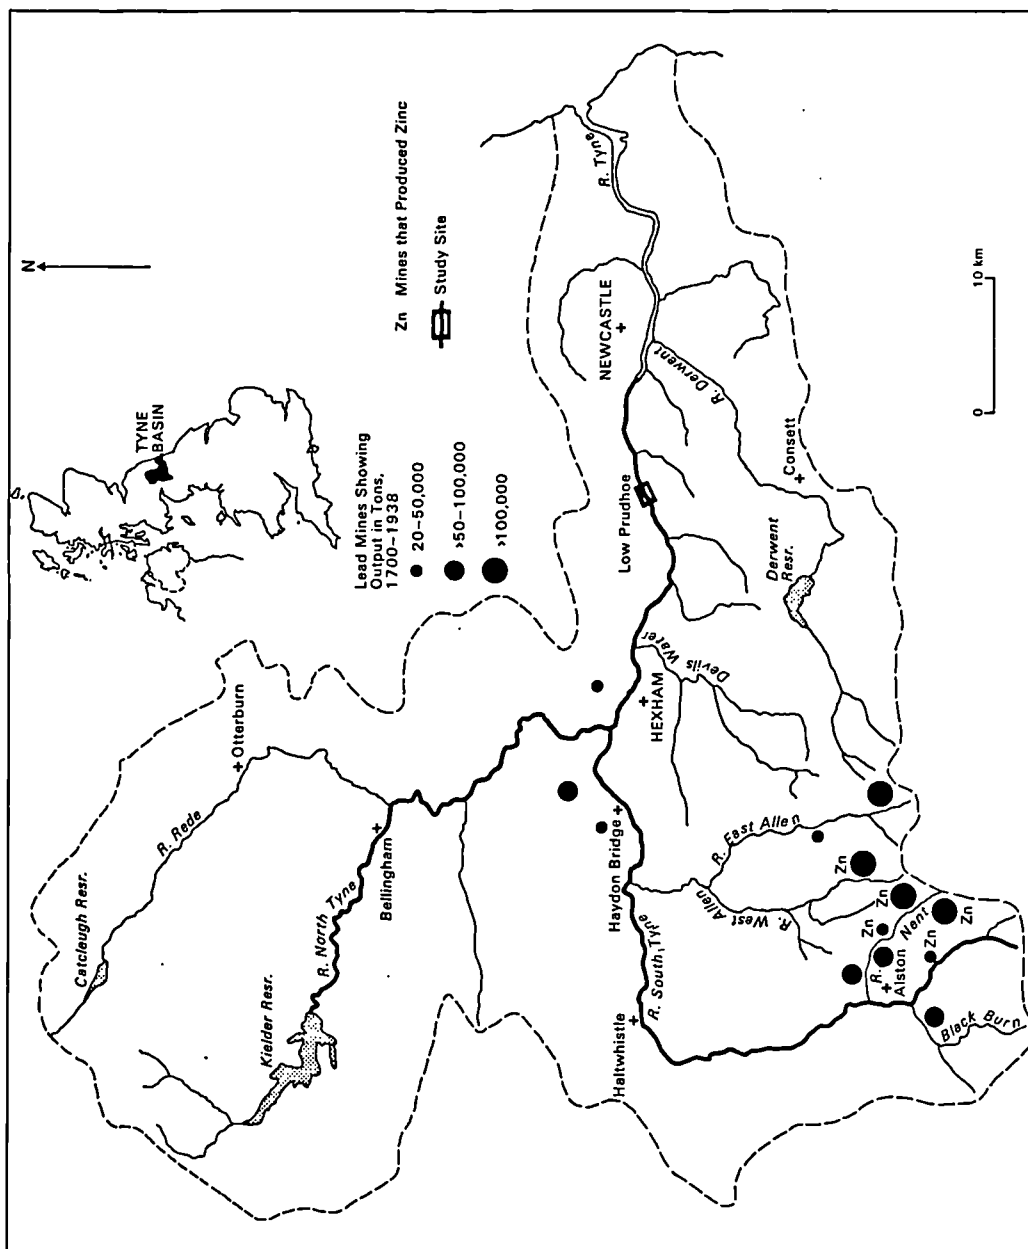 N
TYNE
BASIN
Lead Mines Showing
Output in Tons,
1700–1938
20–50,000
>50–100,000
>100,000
Zn Mines that Produced Zinc
Study Site
Catcleugh Resr.
R. Rede
Otterburn
Kielder Resr.
R. North Tyne
Bellingham
R. Tyne
NEWCASTLE
Low Prudhoe
R. Derwent
Haltwhistle
R. South Tyne
Haydon Bridge
HEXHAM
Devils Water
Derwent
Resr.
Consett
R. West Allen
R. East Allen
Zn
Zn
Zn
Zn
Zn
R. Nent
Alston
Black Burn
0 10 km